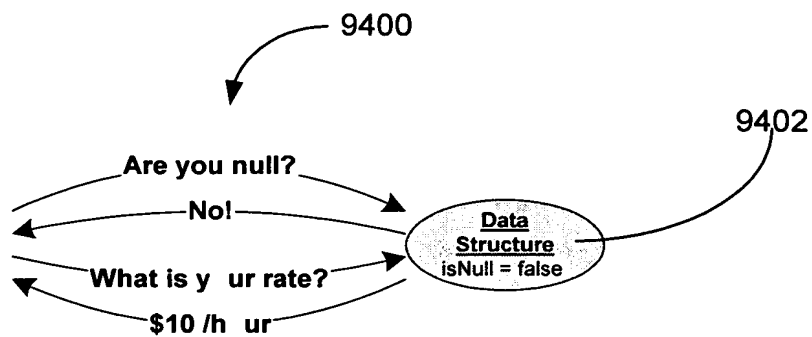 9400
9402
Are you null?
No!
Data
Structure
isNull = false
What is y ur rate?
$10 /h ur